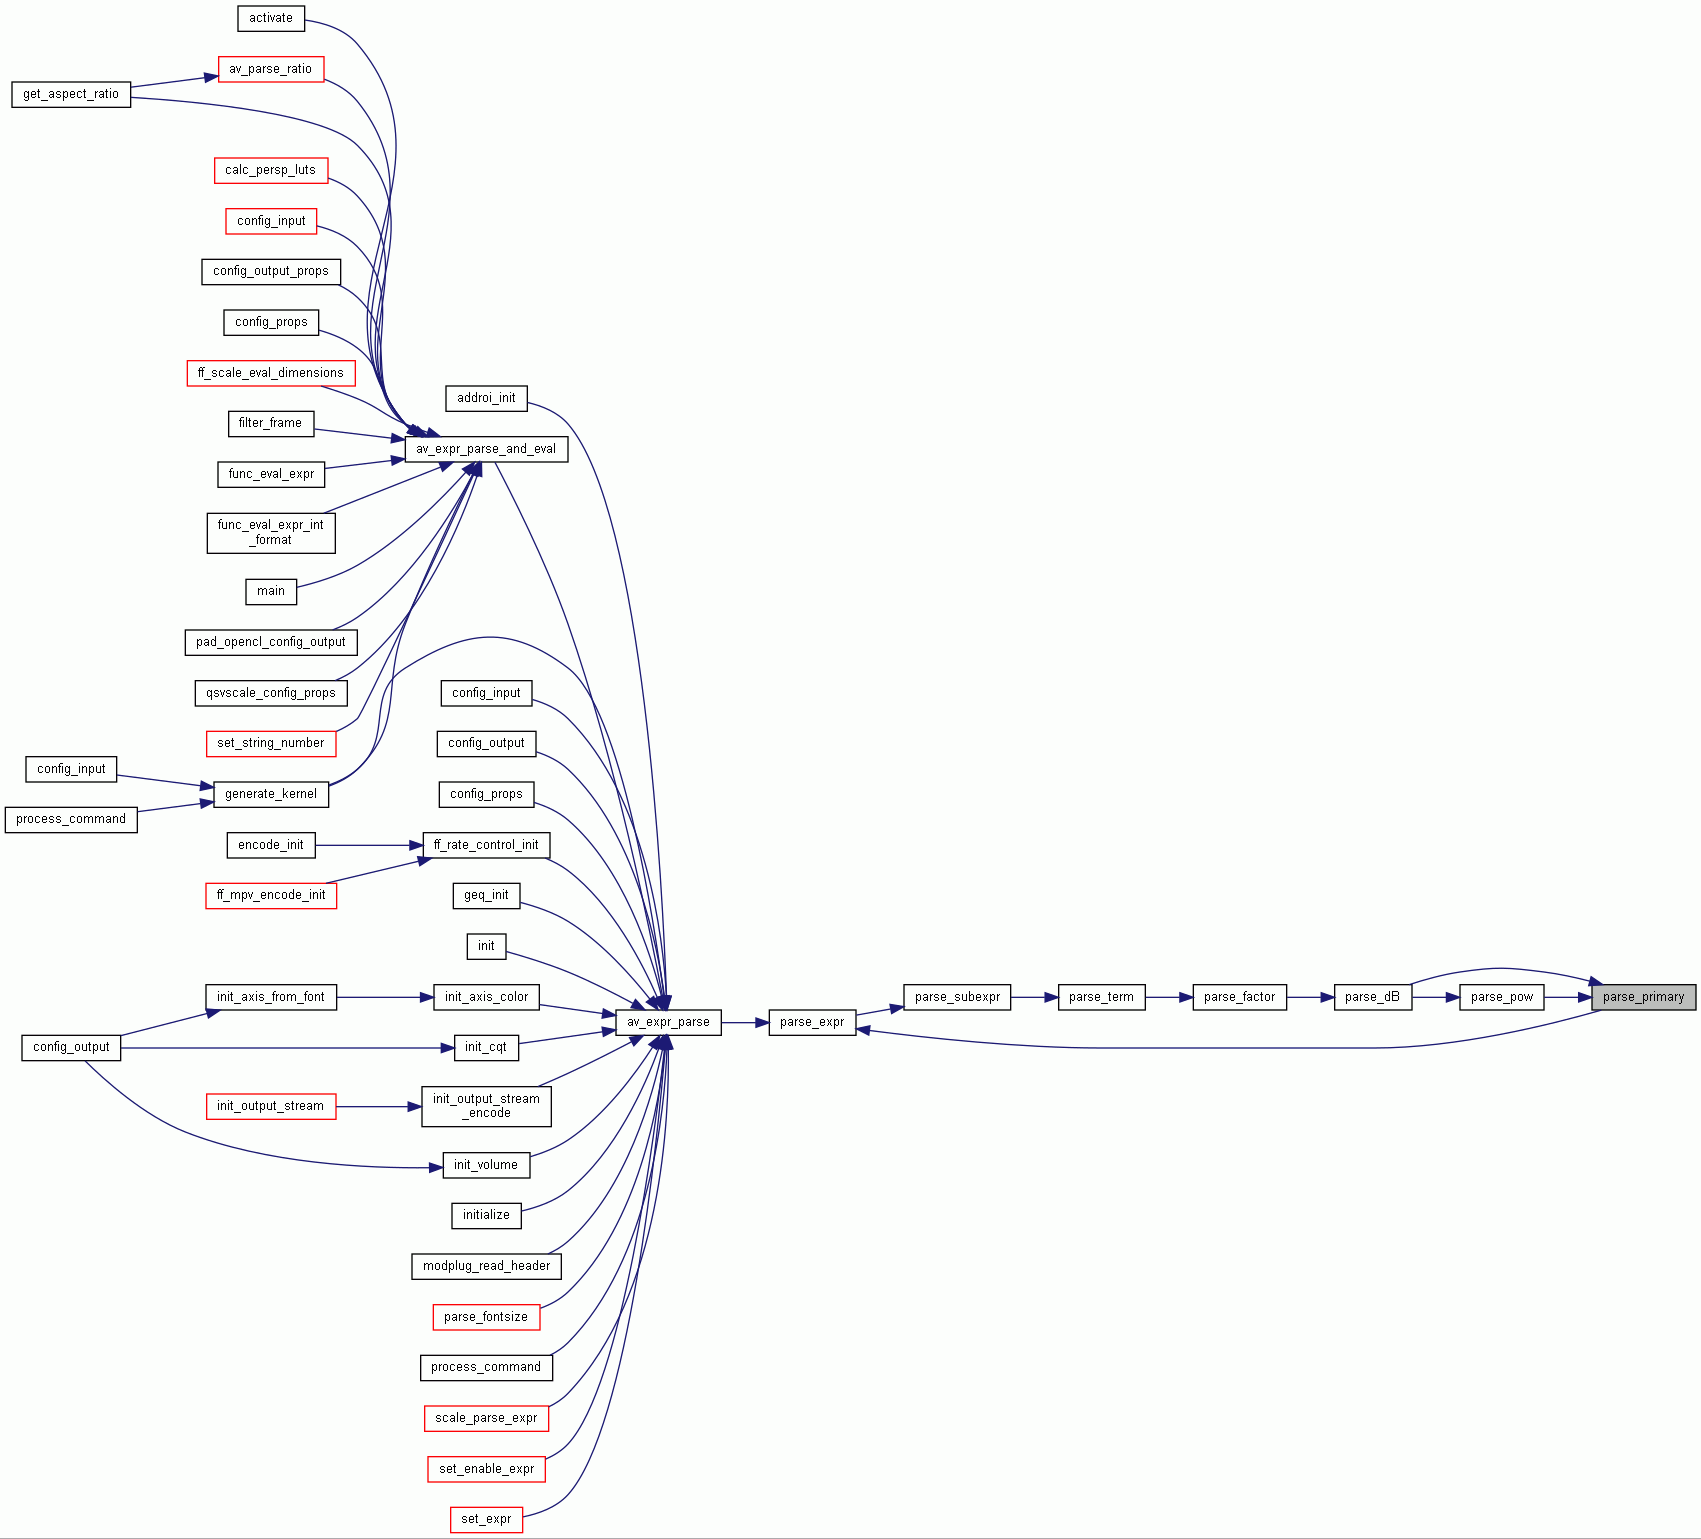 activate
av_parse_ratio
get_aspect_ratio
calc_persp_luts
config_input
config_output_props
config_props
ff_scale_eval_dimensions
addroi_init
filter_frame
av_expr_parse_and_eval
func_eval_expr
func_eval_expr_int
_format
main
pad_opencl_config_output
qsvscale_config_props
config_input
set_string_number
config_output
config_input
generate_kernel
config_props
process_command
encode_init
ff_rate_control_init
ff_mpv_encode_init
geq_init
init
init_axis_from_font
init_axis_color
parse_subexpr
parse_term
parse_factor
parse_dB
parse_pow
parse_primary
av_expr_parse
parse_expr
config_output
init_cqt
init_output_stream
init_output_stream
_encode
init_volume
initialize
modplug_read_header
parse_fontsize
process_command
scale_parse_expr
set_enable_expr
set_expr